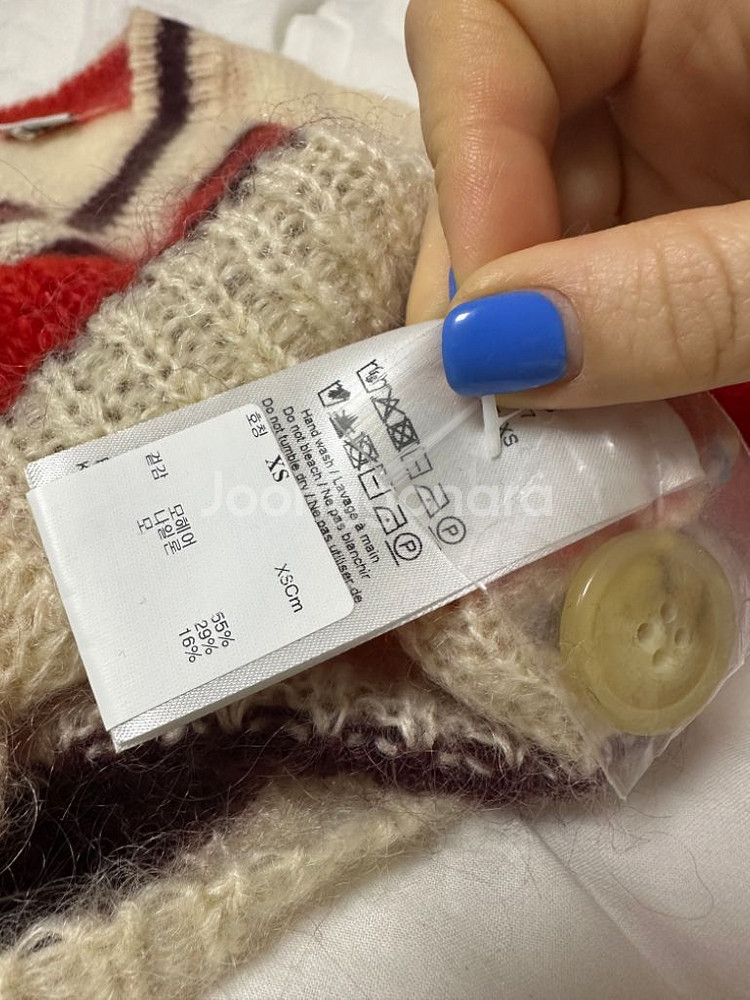 호칭 XS
XSCm
겉감
모헤어 55%
나일론 29%
모 16%
Hand wash / Lavage à main
Do not bleach / Ne pas blanchir
Do not tumble dry / Ne pas utiliser de
P
P
XS